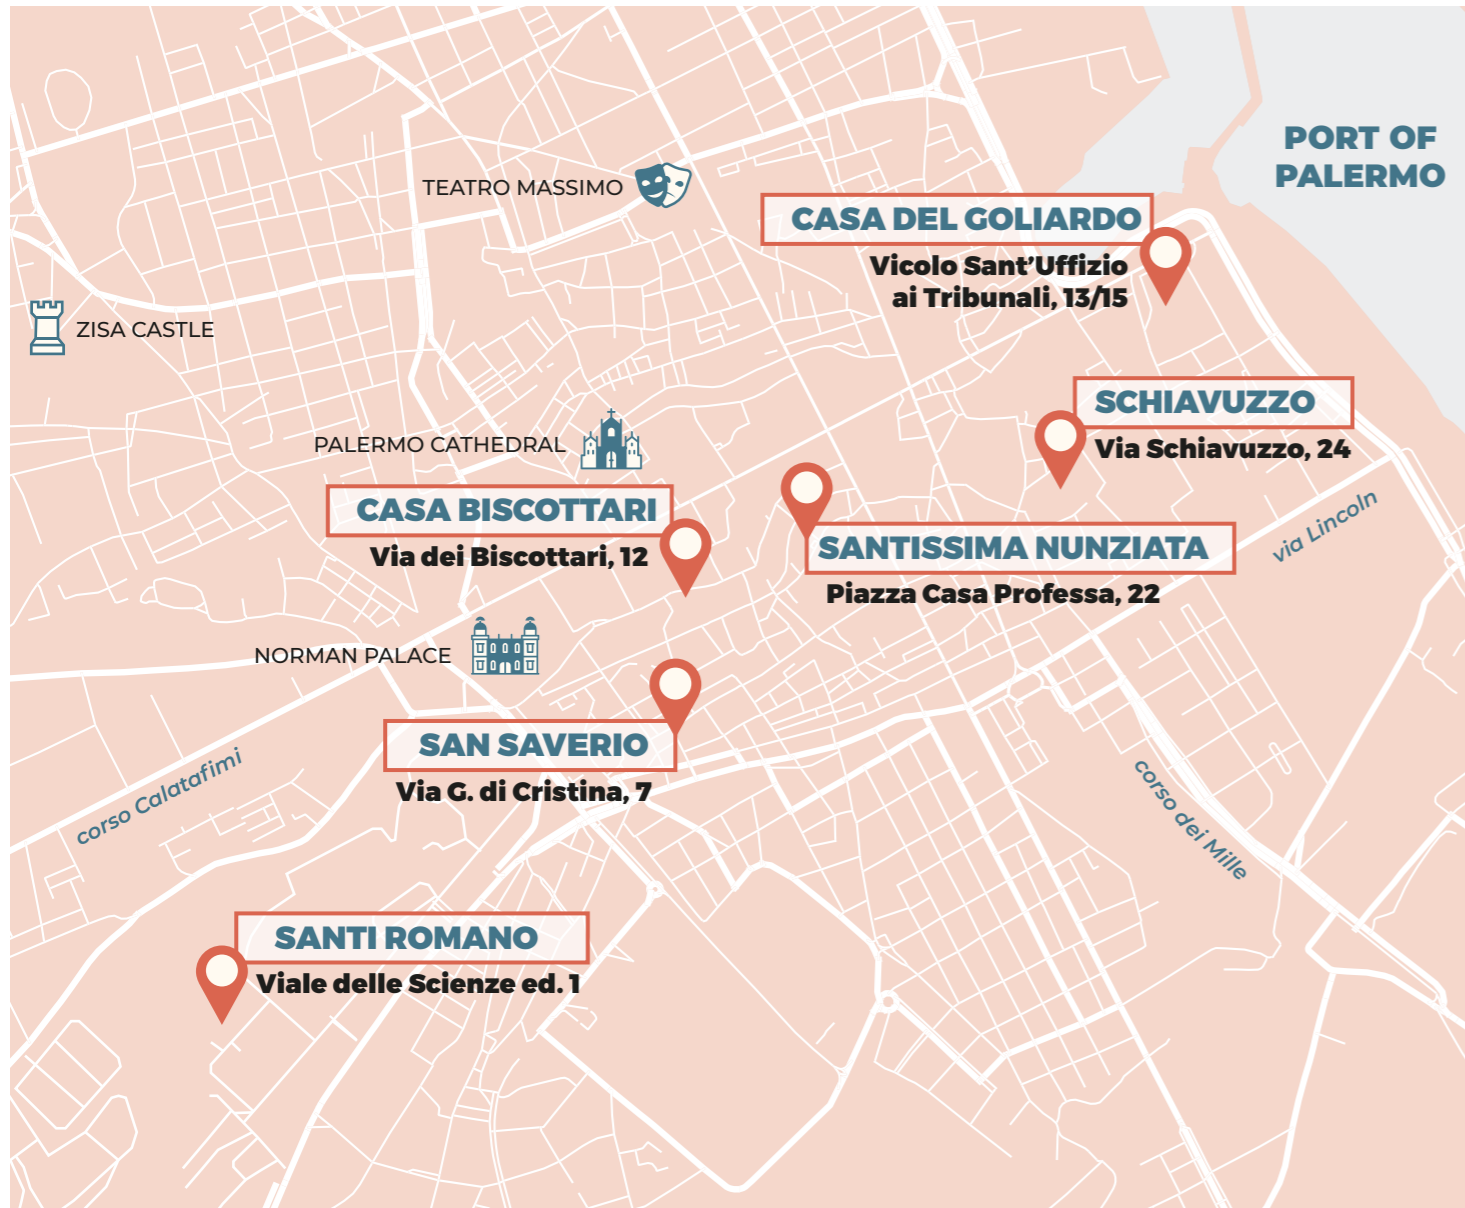 PORT OF
PALERMO
TEATRO MASSIMO
CASA DEL GOLIARDO
Vicolo Sant’Uffizio
ai Tribunali, 13/15
ZISA CASTLE
SCHIAVUZZO
Via Schiavuzzo, 24
PALERMO CATHEDRAL
CASA BISCOTTARI
Via dei Biscottari, 12
via Lincoln
SANTISSIMA NUNZIATA
Piazza Casa Professa, 22
NORMAN PALACE
SAN SAVERIO
Via G. di Cristina, 7
corso Calatafimi
corso dei Mille
SANTI ROMANO
Viale delle Scienze ed. 1